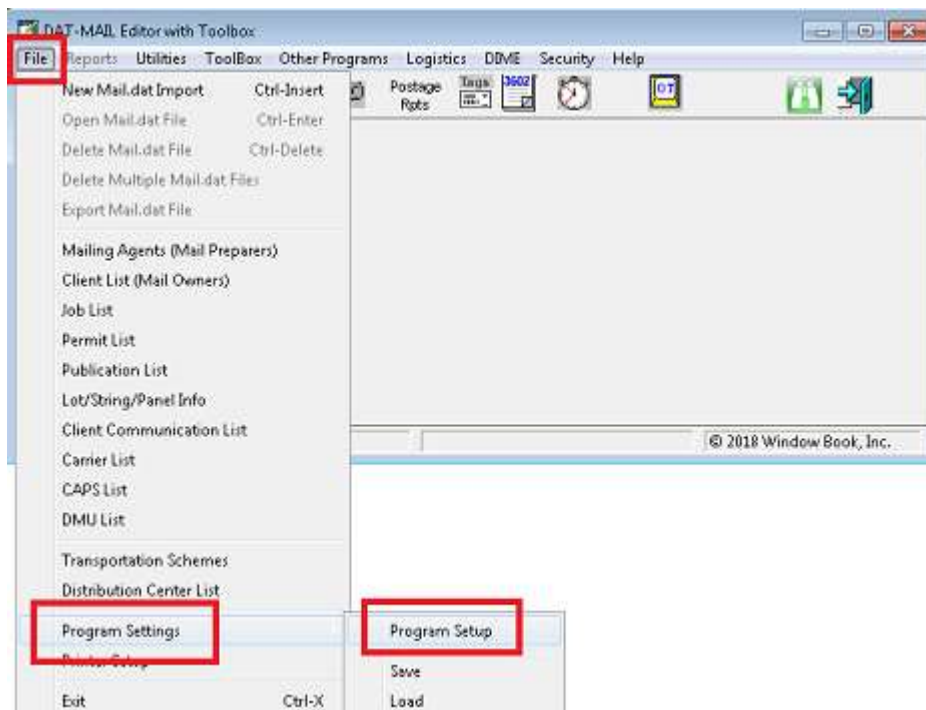 DAT-MAIL Editor with Toolbox
File Reports Utilities ToolBox Other Programs Logistics DIME Security Help
New Mail.dat Import Ctrl-Insert
Postage Rpts Tags 3602 OT
Open Mail.dat File Ctrl-Enter
Delete Mail.dat File Ctrl-Delete
Delete Multiple Mail.dat Files
Export Mail.dat File
Mailing Agents (Mail Preparers)
Client List (Mail Owners)
Job List
Permit List
Publication List
Lot/String/Panel Info
Client Communication List
© 2018 Window Book, Inc.
Carrier List
CAPS List
DMU List
Transportation Schemes
Distribution Center List
Program Settings
Program Setup
Printer Setup
Save
Exit Ctrl-X
Load